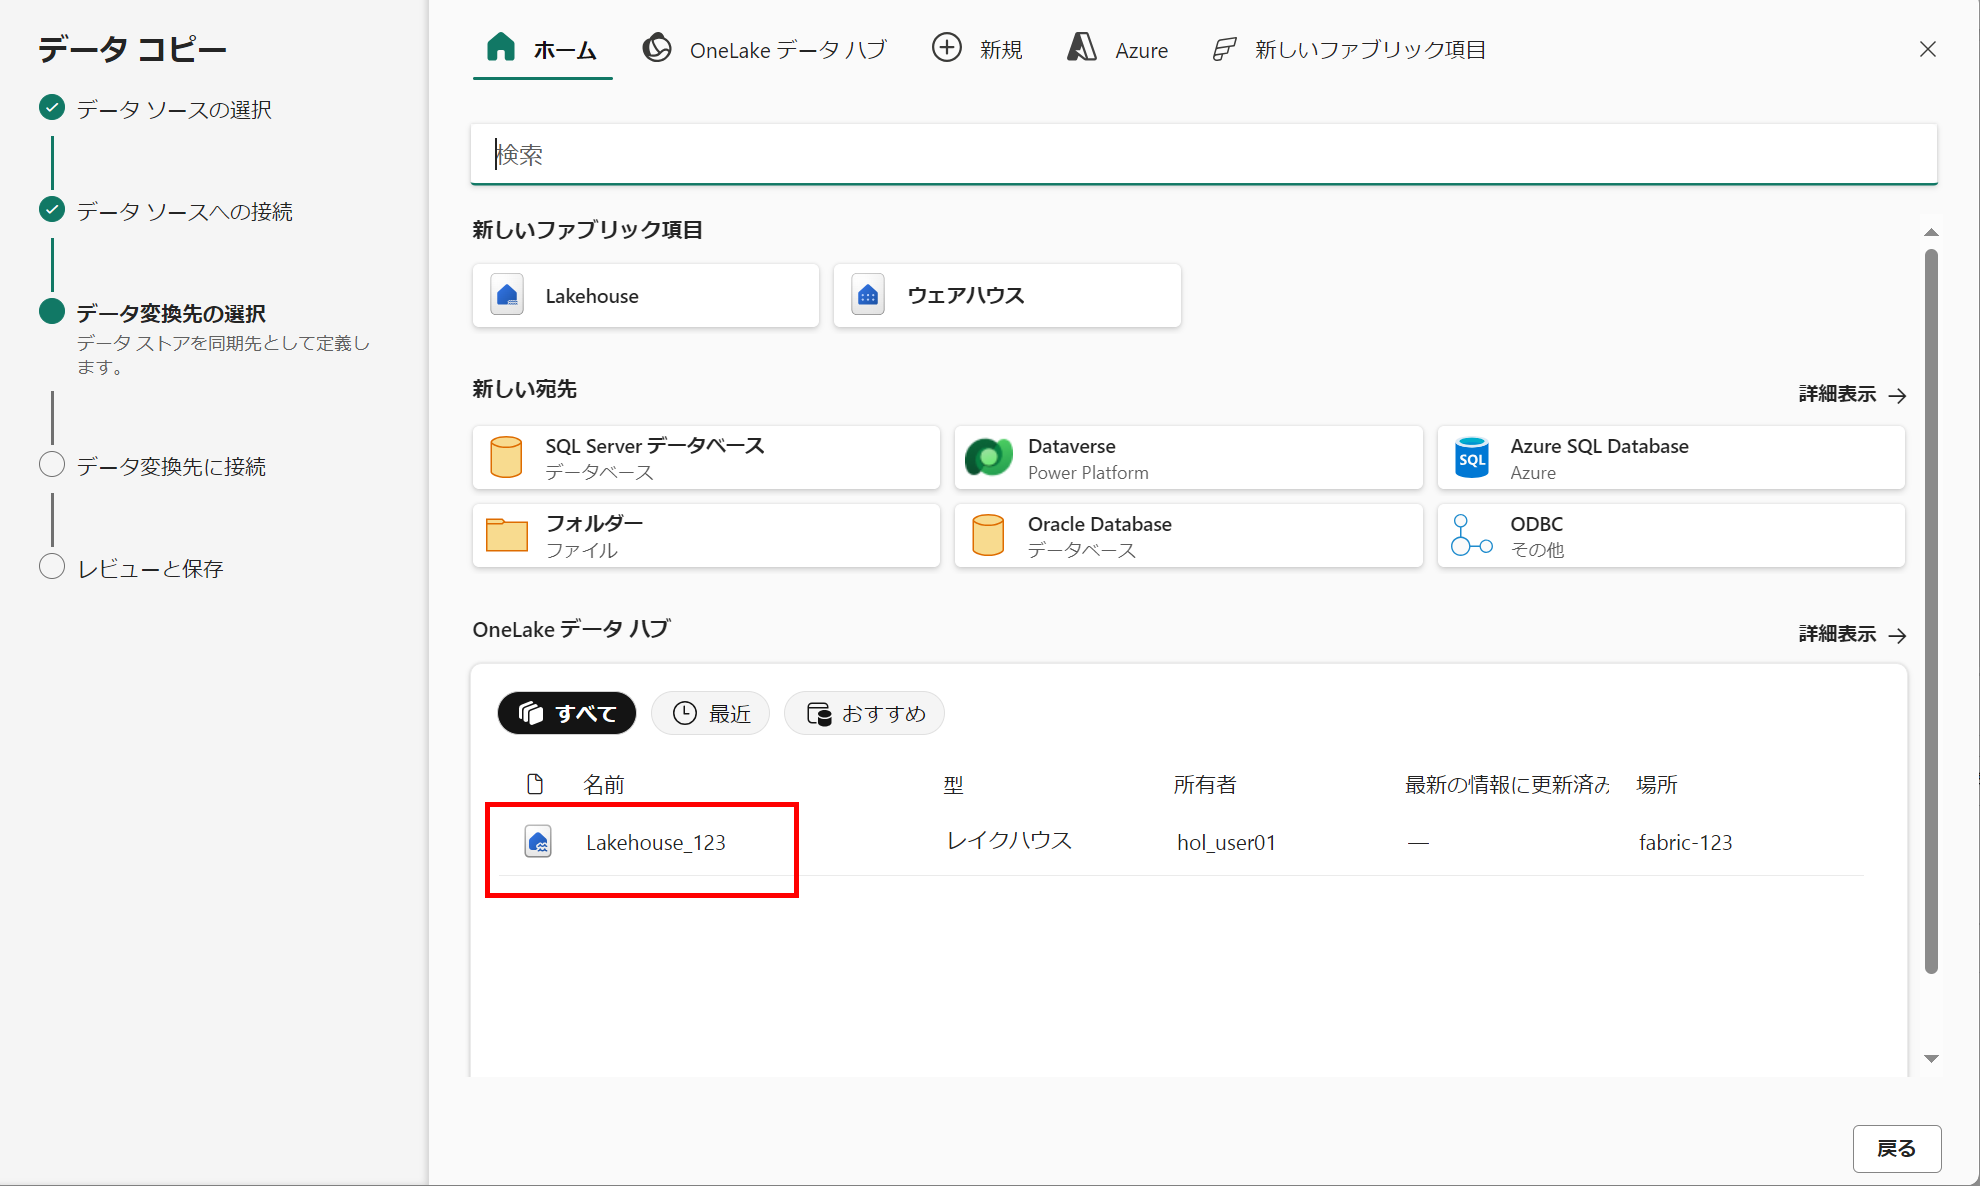 データ コピー
データ ソースの選択
データ ソースへの接続
データ変換先の選択
データ ストアを同期先として定義し
ます。
データ変換先に接続
レビューと保存
ホーム
OneLake データ ハブ
新規
Azure
新しいファブリック項目
検索
新しいファブリック項目
Lakehouse
ウェアハウス
新しい宛先
詳細表示
SQL Server データベース
データベース
Dataverse
Power Platform
SQL
Azure SQL Database
Azure
フォルダー
ファイル
Oracle Database
データベース
ODBC
その他
OneLake データ ハブ
詳細表示
すべて
最近
おすすめ
名前
型
所有者
最新の情報に更新済み
場所
Lakehouse_123
レイクハウス
hol_user01
—
fabric-123
戻る